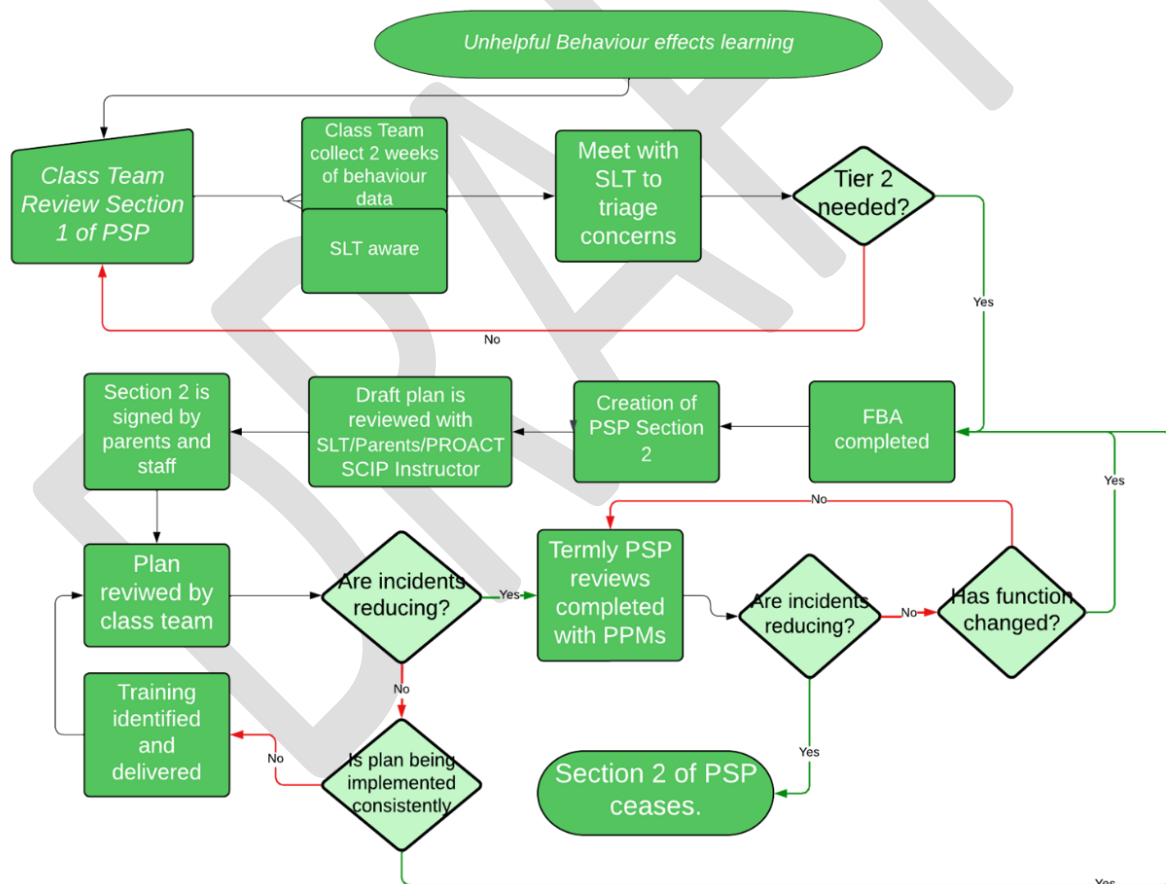 Unhelpful Behaviour effects learning
Class Team
Review Section
1 of PSP
Class Team
collect 2 weeks
of behaviour
data
SLT aware
Meet with
SLT to
triage
concerns
Tier 2
needed?
Yes
No
Section 2 is
signed by
parents and
staff
Draft plan is
reviewed with
SLT/Parents/PROACT
SCIP Instructor
Creation of
PSP Section
2
FBA
completed
Yes
No
Plan
reviwed by
class team
Are incidents
reducing?
Yes
Termly PSP
reviews
completed
with PPMs
Are incidents
reducing?
No
Has function
changed?
No
Training
identified
and
delivered
No
Is plan being
implemented
consistently
Yes
Section 2 of PSP
ceases.
Yes
DRAFT